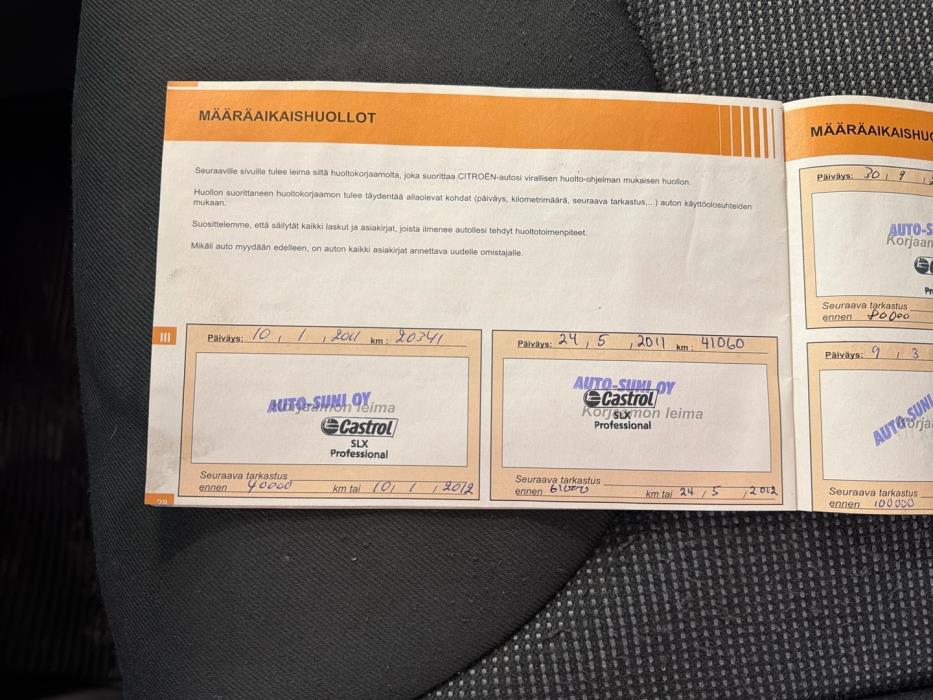 MÄÄRÄAIKAISHUOLLOT
Seuraaville sivuille tulee leima siltä huoltokorjaamolta, joka suorittaa CITROËN-autosi virallisen huolto-ohjelman mukaisen huollon.
Huollon suorittaneen huoltokorjaamon tulee täydentää allaolevat kohdat (päiväys, kilometrimäärä, seuraava tarkastus,...) auton käyttöolosuhteiden
mukaan.
Suosittelemme, että säilytät kaikki laskut ja asiakirjat, joista ilmenee autollesi tehdyt huoltotoimenpiteet.
Mikäli auto myydään edelleen, on auton kaikki asiakirjat annettava uudelle omistajalle.
III
Päiväys: 10, 1, 2011 km: 20341
AUTO-SUNI OY
Korjaamon leima
Castrol
SLX
Professional
Seuraava tarkastus
ennen 40000 km tai 10, 1, 2012
Päiväys: 24, 5, 2011 km: 41060
AUTO-SUNI OY
Castrol
Korjaamon leima
SLX
Professional
Seuraava tarkastus
ennen 61000 km tai 24, 5, 2012
28
MÄÄRÄAIKAISHUO
Päiväys: 30, 9
AUTO-S
Korjaam
Pr
Seuraava tarkastus
ennen 80000
Päiväys: 9, 3
AUTO-SUNI
Korja
Seuraava tarkastus
ennen 100000